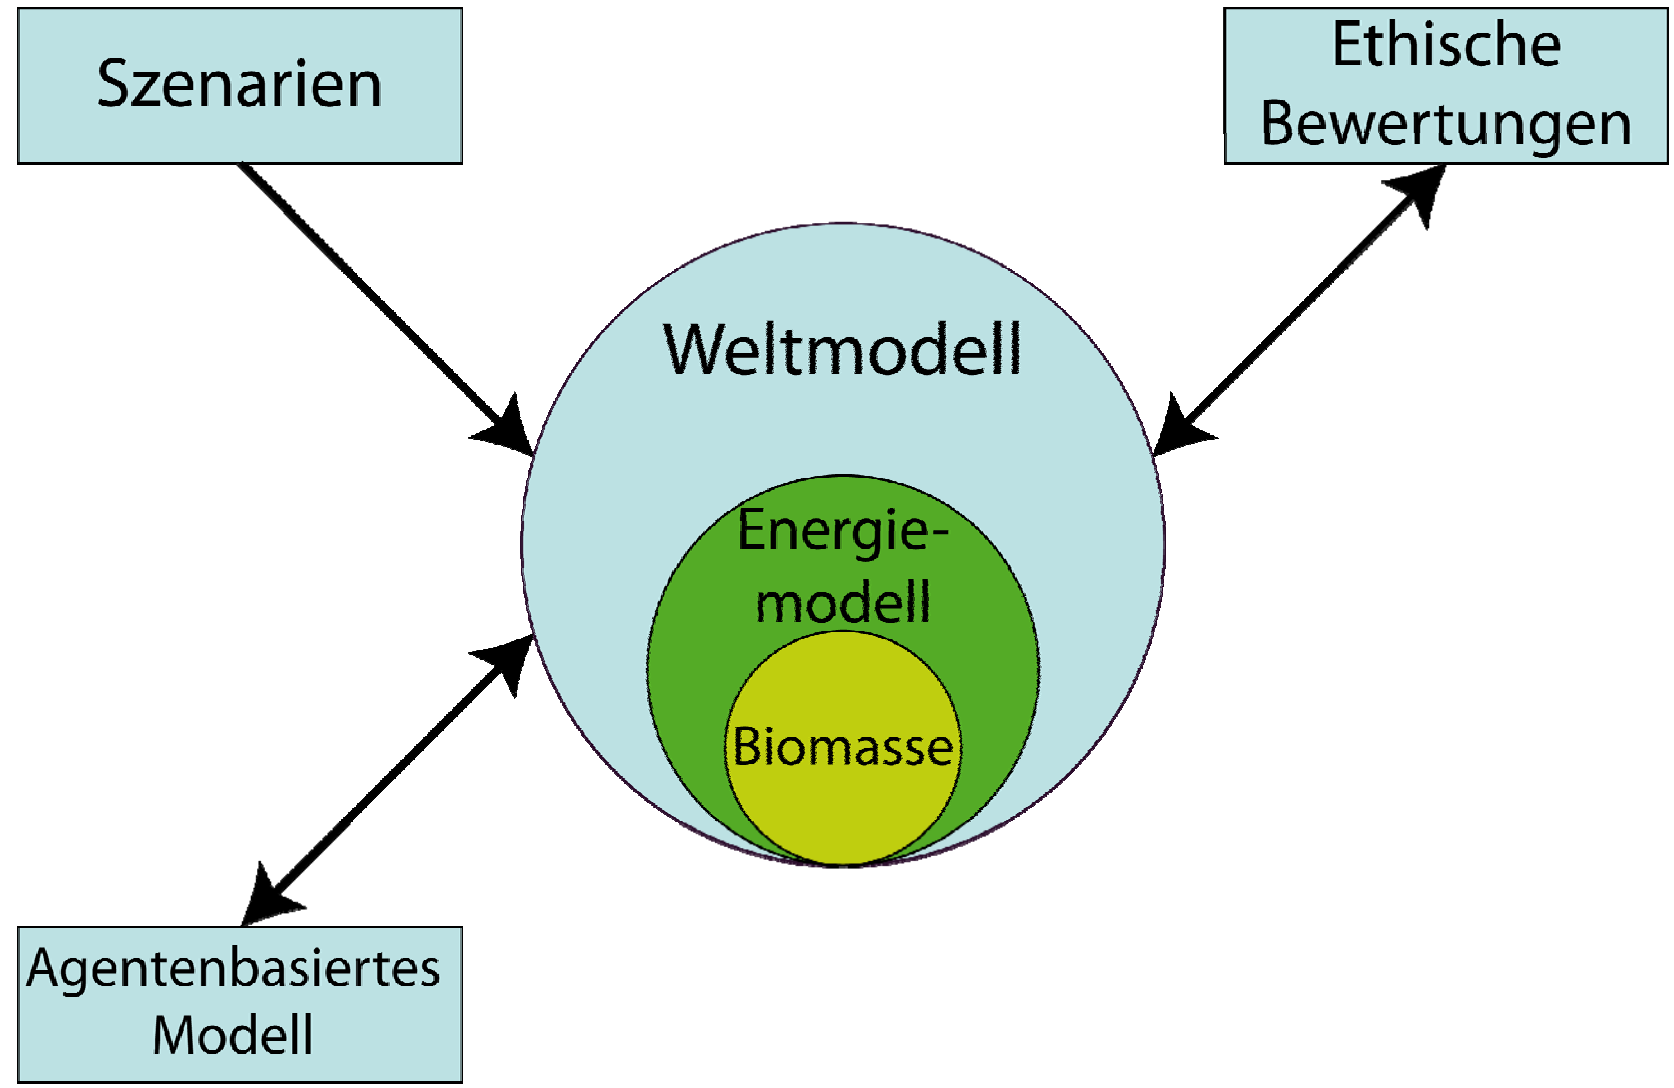 Szenarien
Ethische
Bewertungen
Weltmodell
Energie-
modell
Biomasse
Agentenbasiertes
Modell